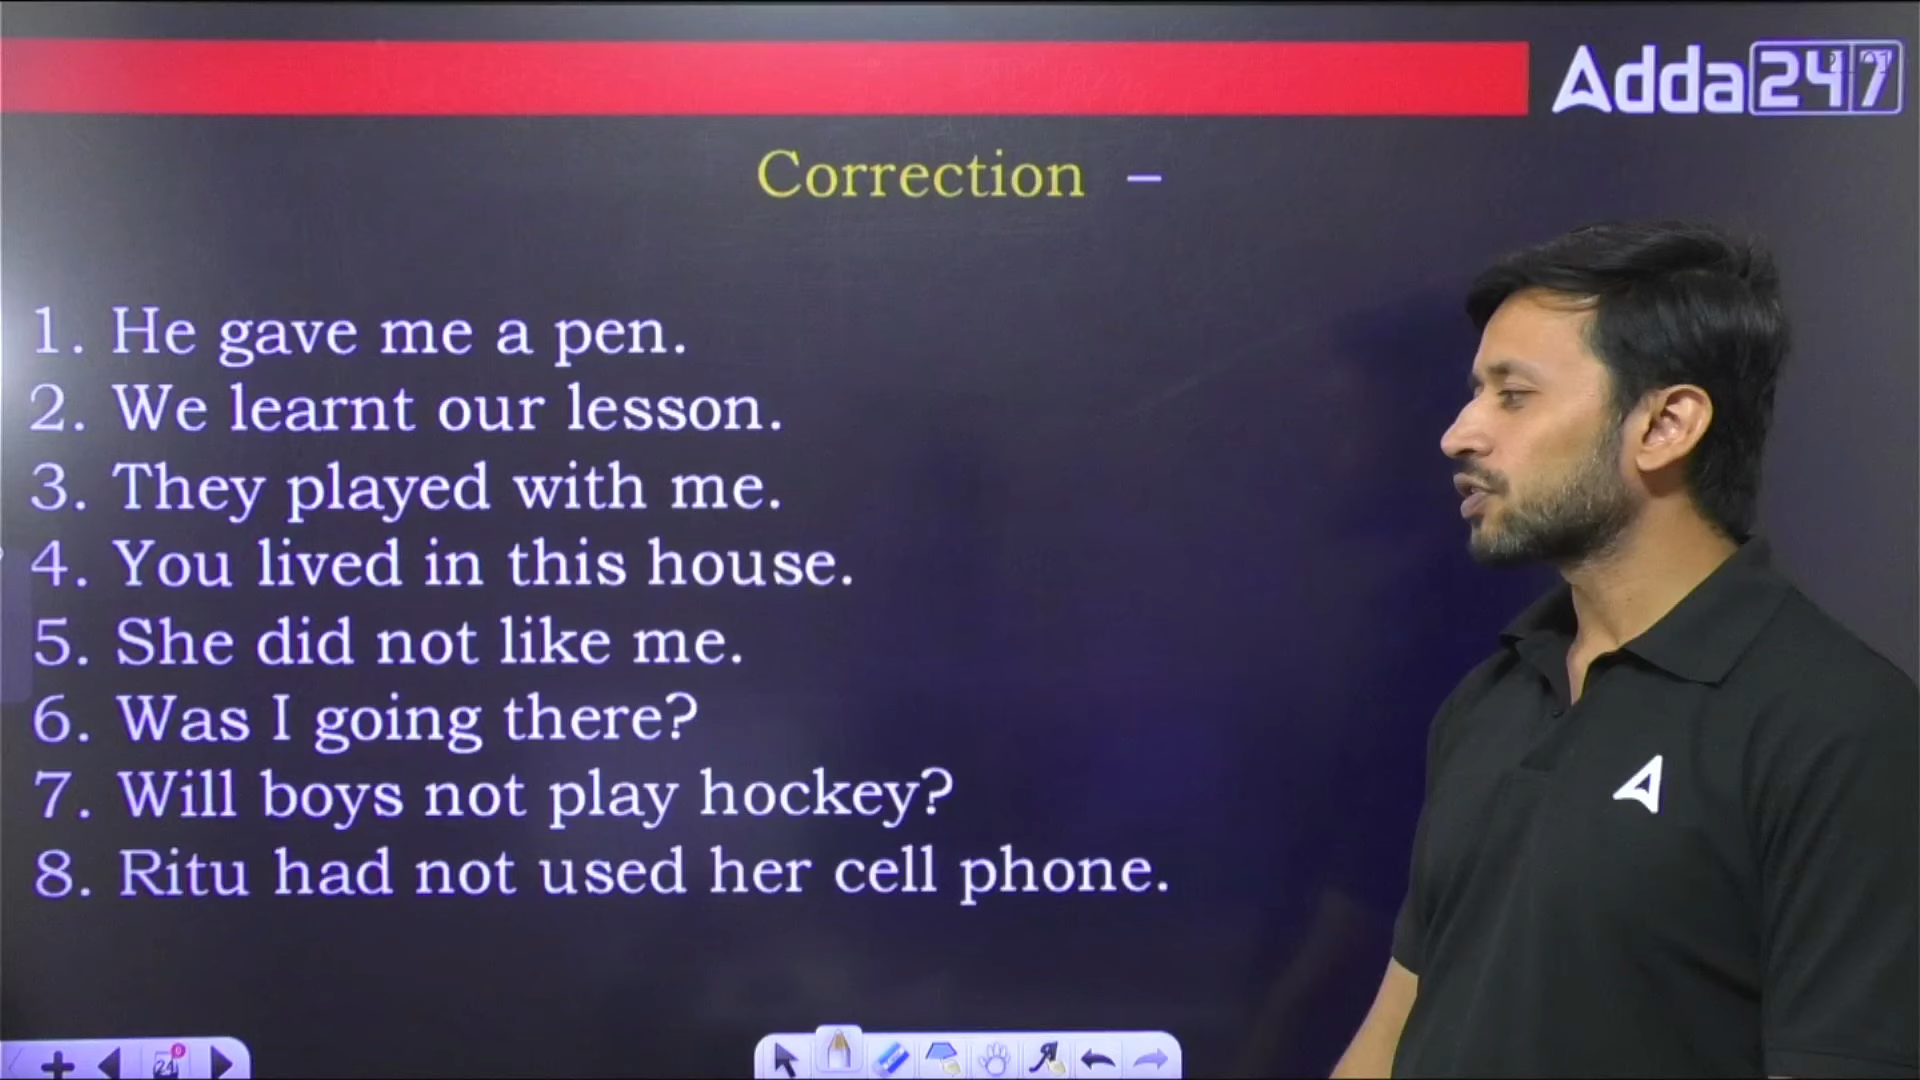 Adda247
Correction –
1. He gave me a pen.
2. We learnt our lesson.
3. They played with me.
4. You lived in this house.
5. She did not like me.
6. Was I going there?
7. Will boys not play hockey?
8. Ritu had not used her cell phone.